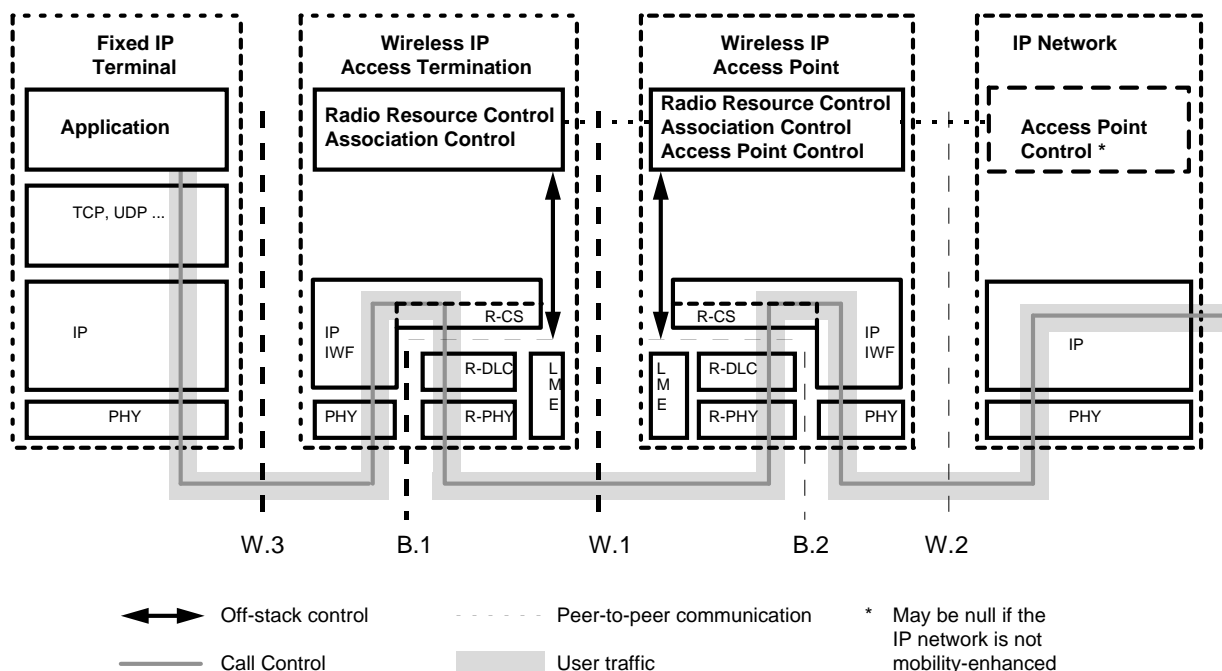 Fixed IP
Terminal
Application
TCP, UDP ...
IP
PHY
Wireless IP
Access Termination
Radio Resource Control
Association Control
R-CS
IP
IWF
R-DLC
L
M
E
PHY
R-PHY
Wireless IP
Access Point
Radio Resource Control
Association Control
Access Point Control
R-CS
IP
IWF
L
M
E
R-DLC
R-PHY
PHY
IP Network
Access Point
Control *
IP
PHY
W.3
B.1
W.1
B.2
W.2
Off-stack control
Peer-to-peer communication
* May be null if the
IP network is not
mobility-enhanced
Call Control
User traffic